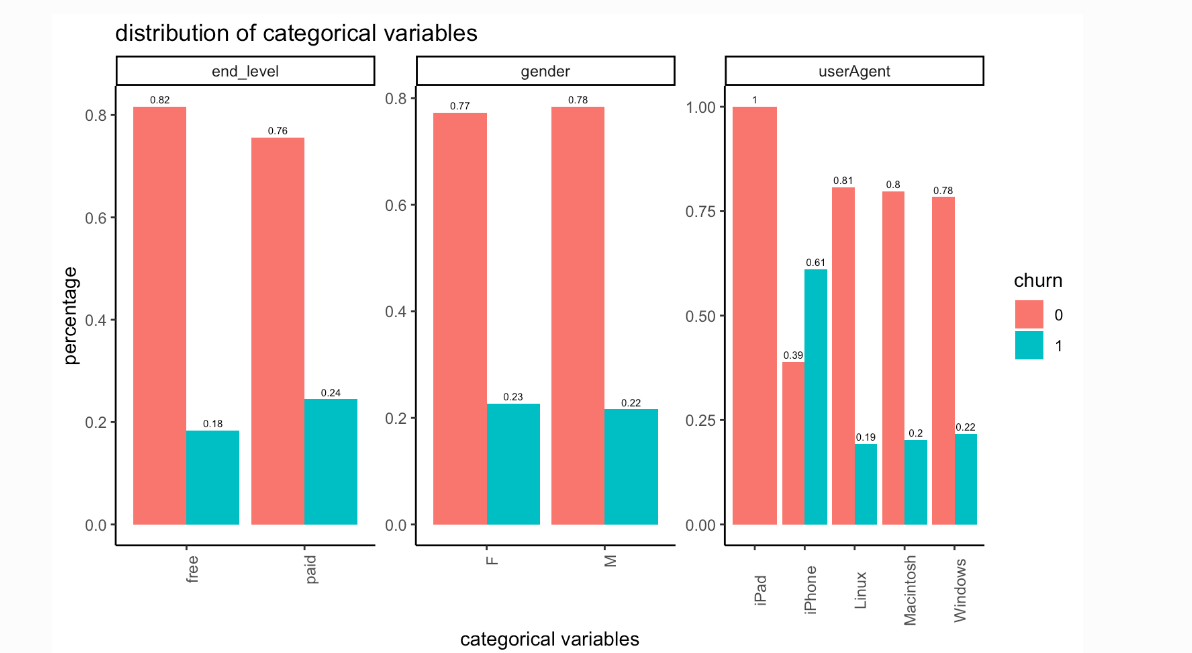 distribution of categorical variables
end_level
gender
userAgent
percentage
0.8
0.6
0.4
0.2
0.0
0.82
0.18
0.76
0.24
free
paid
0.8
0.6
0.4
0.2
0.0
0.77
0.23
0.78
0.22
F
M
1.00
0.75
0.50
0.25
0.00
1
0.39
0.61
0.81
0.19
0.8
0.2
0.78
0.22
iPad
iPhone
Linux
Macintosh
Windows
categorical variables
churn
0
1